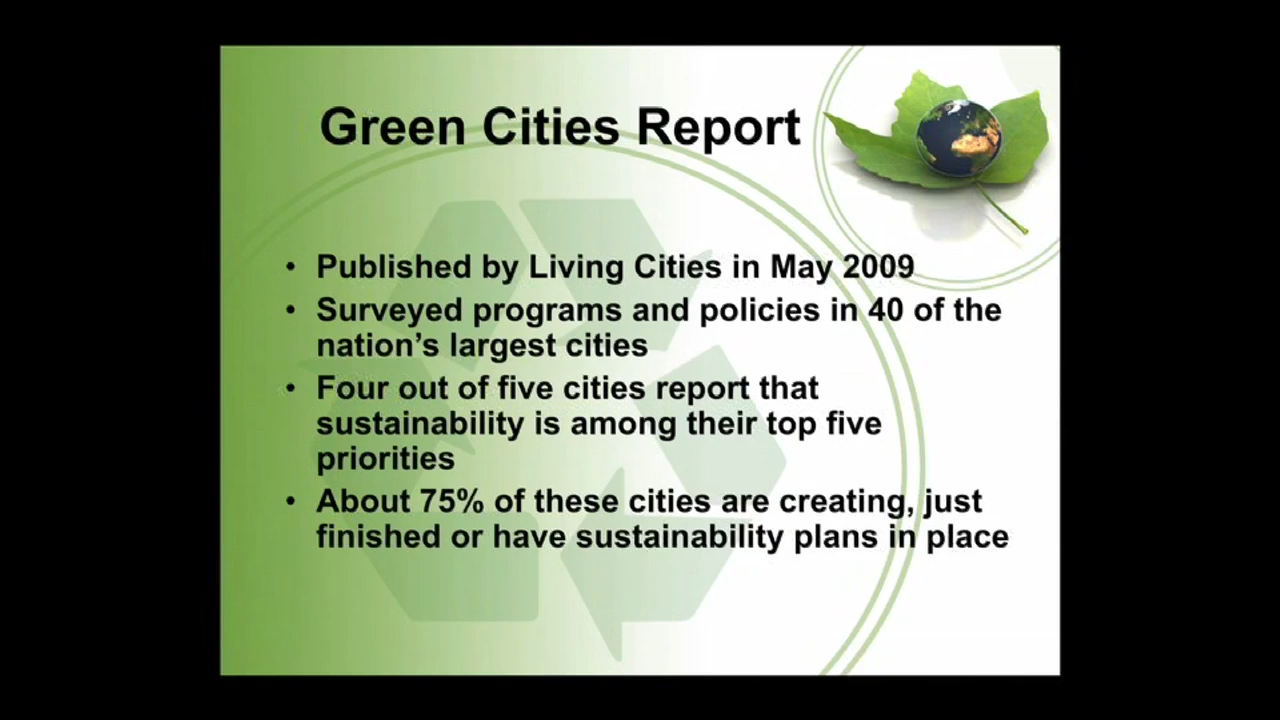 Green Cities Report
• Published by Living Cities in May 2009
• Surveyed programs and policies in 40 of the
nation’s largest cities
• Four out of five cities report that
sustainability is among their top five
priorities
• About 75% of these cities are creating, just
finished or have sustainability plans in place